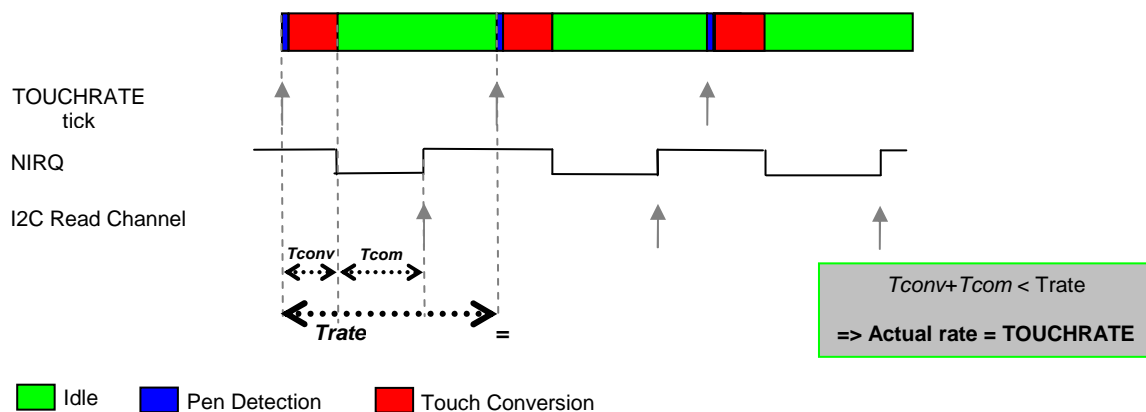 TOUCHRATE
tick
NIRQ
I2C Read Channel
Tconv Tcom
Trate =
Tconv+Tcom < Trate
=> Actual rate = TOUCHRATE
Idle Pen Detection Touch Conversion